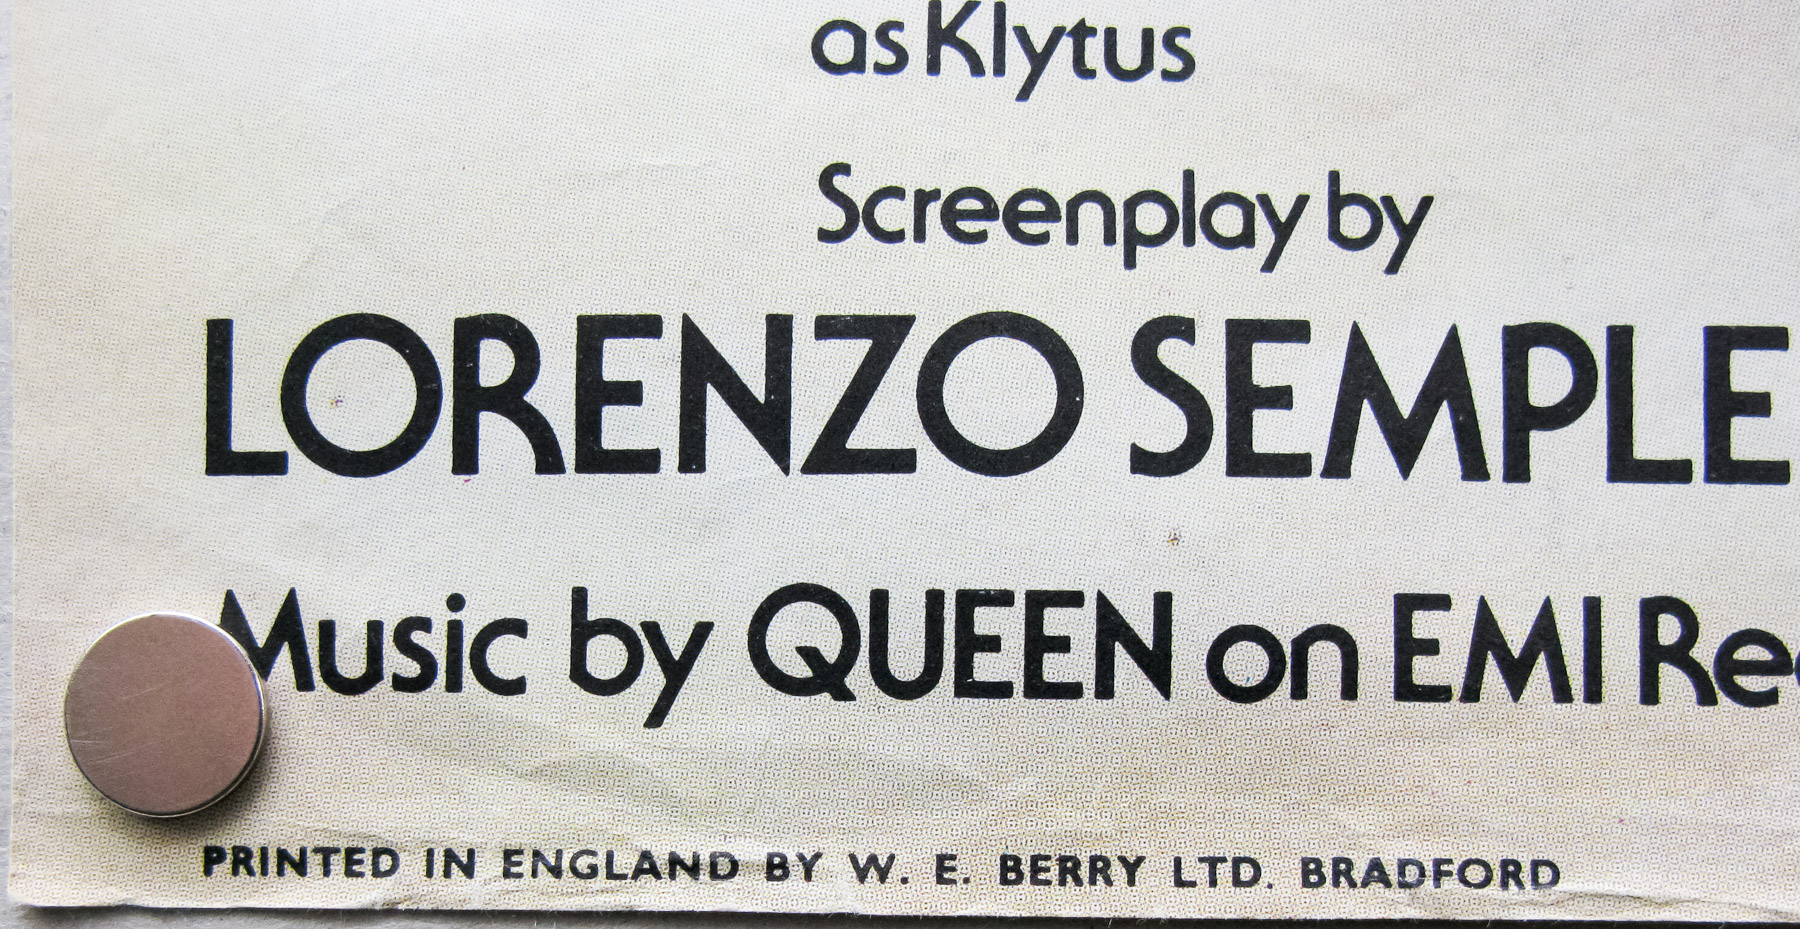 as Klytus
Screenplay by
LORENZO SEMPLE
Music by QUEEN on EMI
PRINTED IN ENGLAND BY W. E. BERRY LTD. BRADFORD